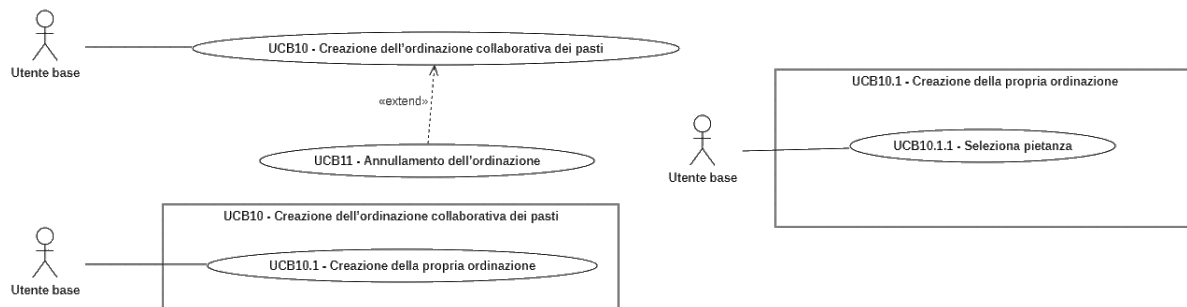 UCB10 - Creazione dell'ordinazione collaborativa dei pasti
Utente base
«extend»
UCB11 - Annullamento dell'ordinazione
UCB10 - Creazione dell'ordinazione collaborativa dei pasti
UCB10.1 - Creazione della propria ordinazione
Utente base
UCB10.1 - Creazione della propria ordinazione
UCB10.1.1 - Seleziona pietanza
Utente base